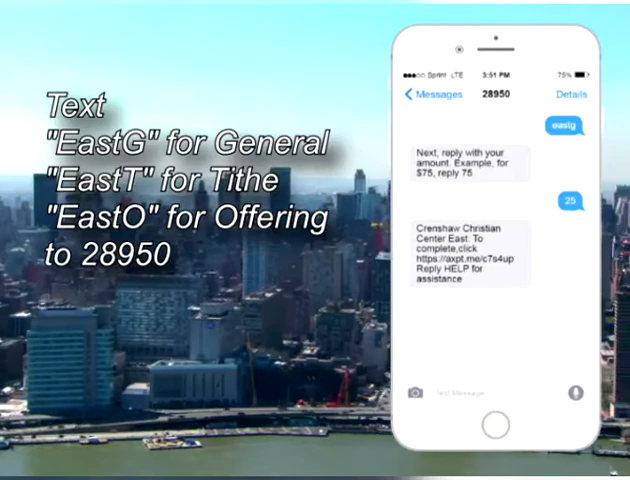 Text
"EastG" for General
"EastT" for Tithe
"EastO" for Offering
to 28950
Sprint LTE 3:51 PM 75%
Messages 28950 Details
eastg
Next, reply with your
amount. Example, for
$75, reply 75
25
Crenshaw Christian
Center East: To
complete,click
https://axpt.me/c7s4up
Reply HELP for
assistance
Text Message